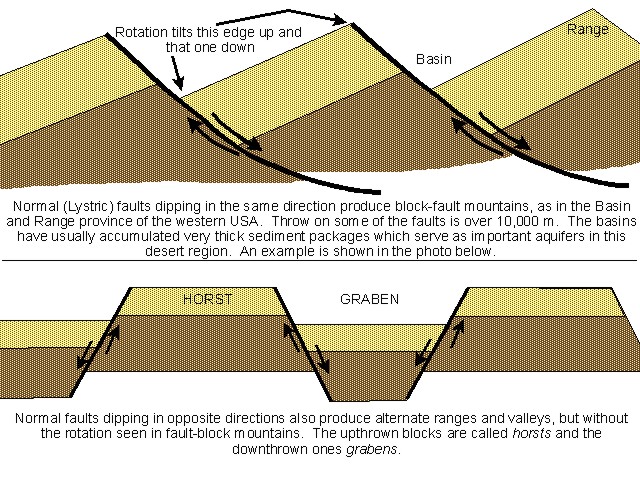 Rotation tilts this edge up and
that one down
Range
Basin
Normal (Lystric) faults dipping in the same direction produce block-fault mountains, as in the Basin
and Range province of the western USA.  Throw on some of the faults is over 10,000 m.  The basins
have usually accumulated very thick sediment packages which serve as important aquifers in this
desert region.  An example is shown in the photo below.
HORST
GRABEN
Normal faults dipping in opposite directions also produce alternate ranges and valleys, but without
the rotation seen in fault-block mountains.  The upthrown blocks are called horsts and the
downthrown ones grabens.